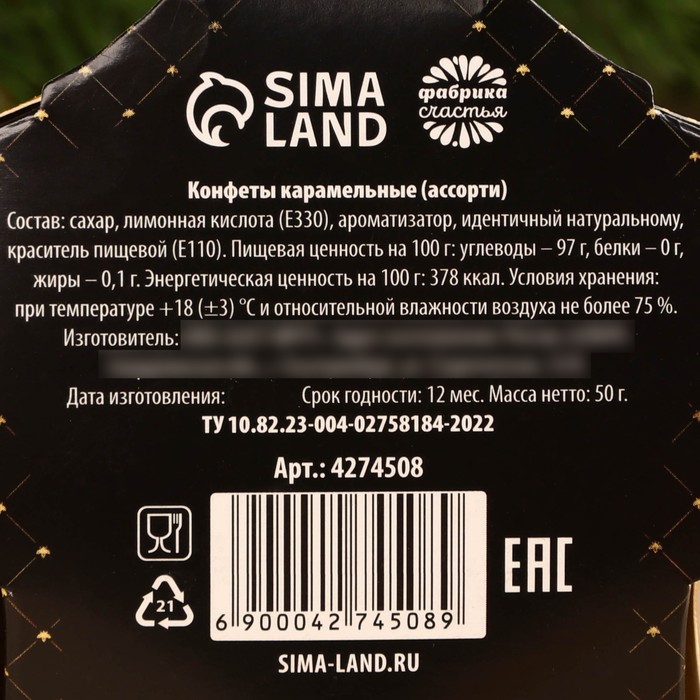 SIMA
LAND
фабрика
счастья
Конфеты карамельные (ассорти)
Состав: сахар, лимонная кислота (Е330), ароматизатор, идентичный натуральному,
краситель пищевой (Е110). Пищевая ценность на 100 г: углеводы – 97 г, белки – 0 г,
жиры – 0,1 г. Энергетическая ценность на 100 г: 378 ккал. Условия хранения:
при температуре +18 (±3) °С и относительной влажности воздуха не более 75 %.
Изготовитель:
Дата изготовления: Срок годности: 12 мес. Масса нетто: 50 г.
ТУ 10.82.23-004-02758184-2022
Арт.: 4274508
21
EAC
6 900042 745089
SIMA-LAND.RU